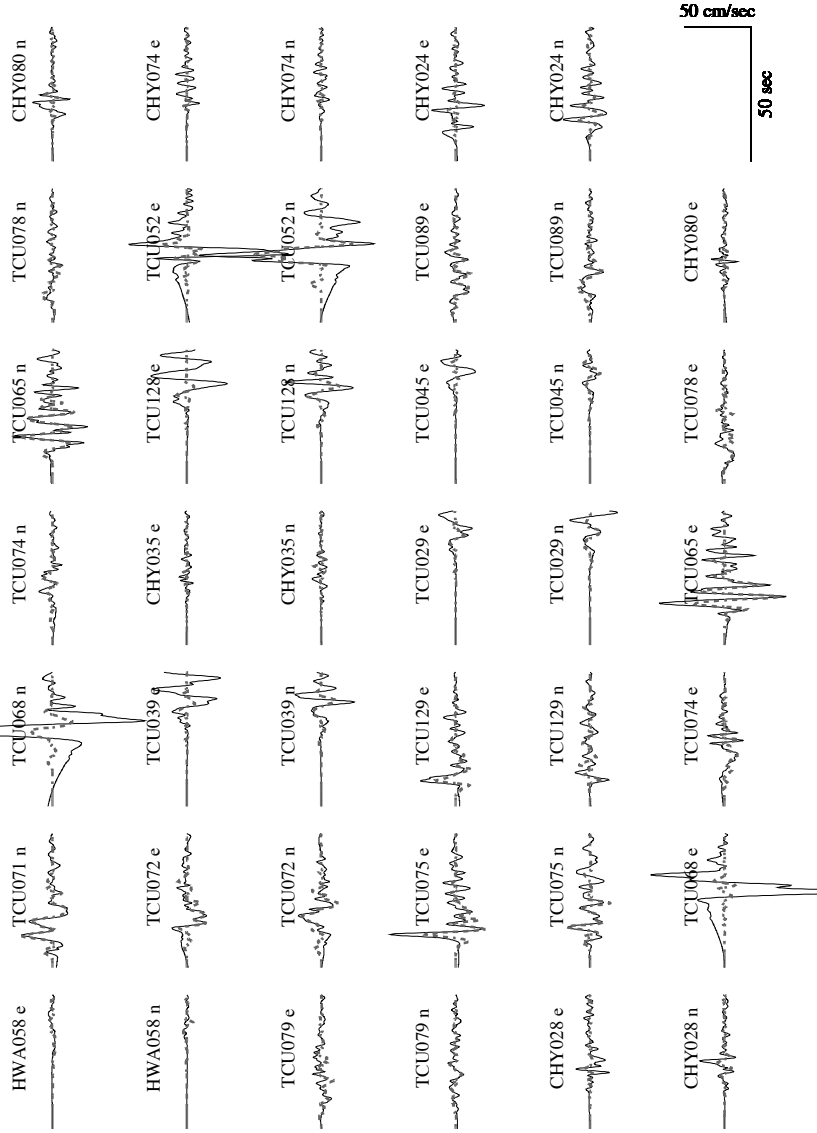 HWA058 e TCU071 n TCU068 n TCU074 n TCU065 n TCU078 n CHY080 n
HWA058 n TCU072 e TCU039 e CHY035 e TCU128 e TCU052 e CHY074 e
TCU079 e TCU072 n TCU039 n CHY035 n TCU128 n TCU052 n CHY074 n
TCU079 n TCU075 e TCU129 e TCU029 e TCU045 e TCU089 e CHY024 e
CHY028 e TCU075 n TCU129 n TCU029 n TCU045 n TCU089 n CHY024 n
CHY028 n TCU068 e TCU074 e TCU065 e TCU078 e CHY080 e
50 cm/sec
50 sec